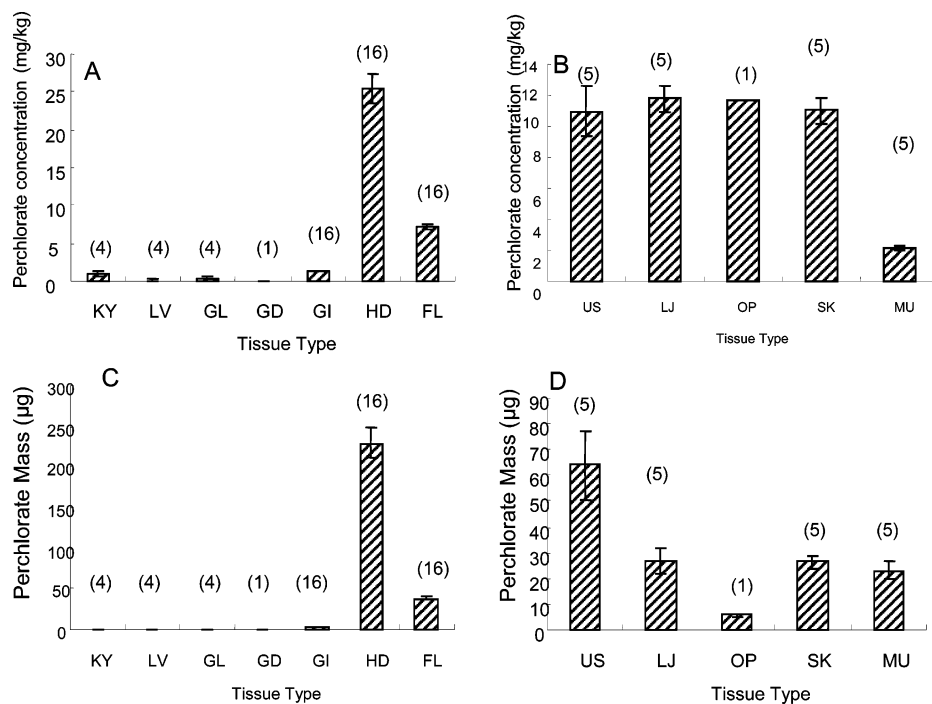 A
Perchlorate concentration (mg/kg)
30
25
20
15
10
5
0
(4) (4) (4) (1) (16) (16) (16)
KY LV GL GD GI HD FL
Tissue Type
B
Perchlorate concentration (mg/kg)
14
12
10
8
6
4
2
0
(5) (5) (1) (5) (5)
US LJ OP SK MU
Tissue Type
C
Perchlorate Mass (µg)
300
250
200
150
100
50
0
(4) (4) (4) (1) (16) (16) (16)
KY LV GL GD GI HD FL
Tissue Type
D
Perchlorate Mass (µg)
90
80
70
60
50
40
30
20
10
0
(5) (5) (1) (5) (5)
US LJ OP SK MU
Tissue Type